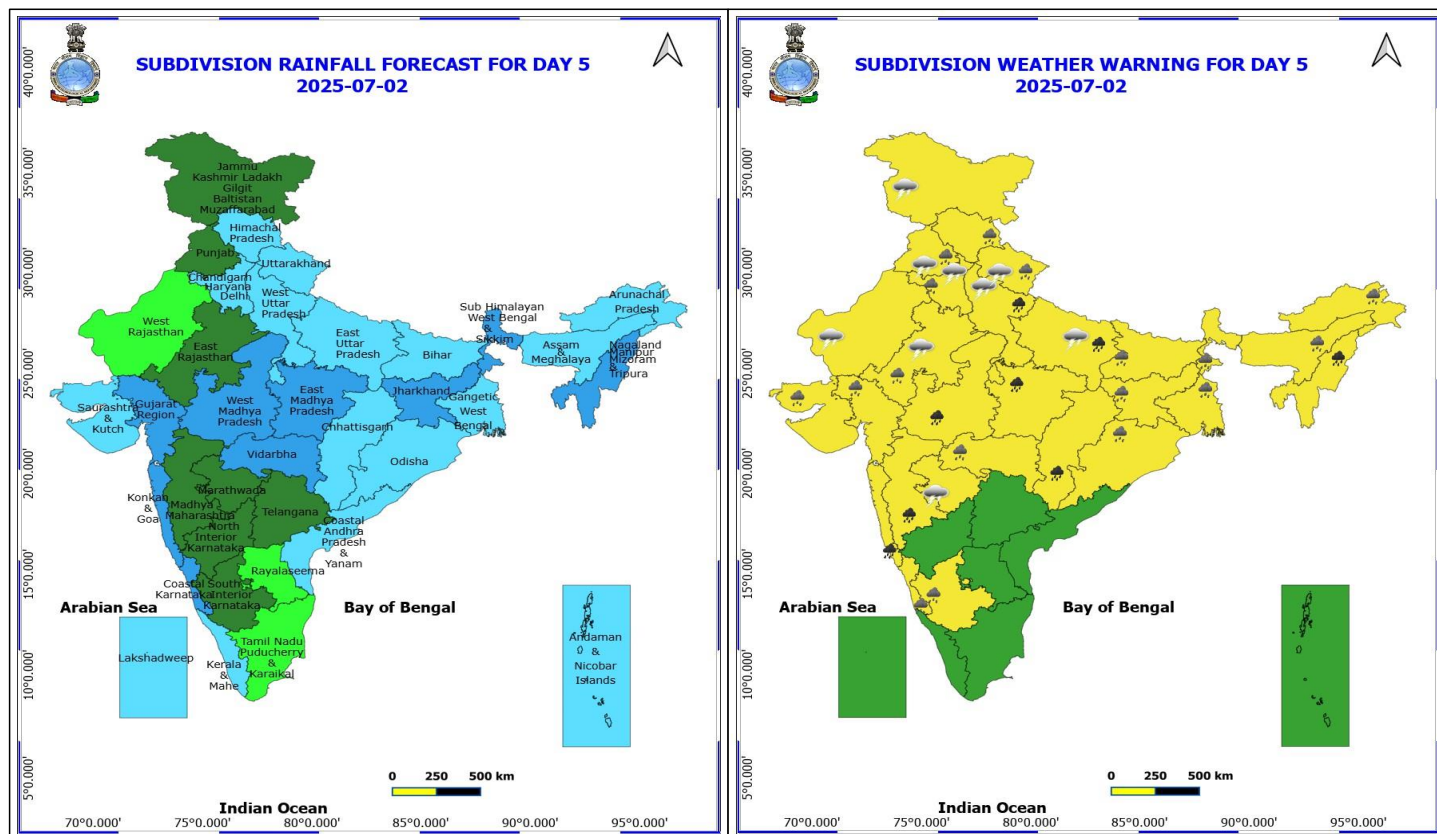 SUBDIVISION RAINFALL FORECAST FOR DAY 5
2025-07-02
40°0.000'
35°0.000'
30°0.000'
25°0.000'
20°0.000'
15°0.000'
10°0.000'
5°0.000'
Jammu
Kashmir Ladakh
Gilgit
Baltistan
Muzaffarabad
Himachal
Pradesh
Punjab
Uttarakhand
Chandigarh
Haryana
Delhi
West
Uttar
Pradesh
West
Rajasthan
East
Rajasthan
East
Uttar
Pradesh
Bihar
Sub Himalayan
West Bengal
&
Sikkim
Arunachal
Pradesh
Assam
&
Meghalaya
Nagaland
Manipur
Mizoram
&
Tripura
Saurashtra
&
Kutch
Gujarat
Region
West
Madhya
Pradesh
East
Madhya
Pradesh
Jharkhand
Gangetic
West
Bengal
Chhattisgarh
Odisha
Vidarbha
Konkan
&
Goa
Marathwada
Madhya
Maharashtra
Telangana
North
Interior
Karnataka
Coastal
Andhra
Pradesh
&
Yanam
Rayalaseema
Coastal
Karnataka
South
Interior
Karnataka
Tamil Nadu
Puducherry
&
Karaikal
Kerala
&
Mahe
Arabian Sea
Bay of Bengal
Lakshadweep
Andaman
&
Nicobar
Islands
0 250 500 km
Indian Ocean
70°0.000' 75°0.000' 80°0.000' 85°0.000' 90°0.000' 95°0.000'
SUBDIVISION WEATHER WARNING FOR DAY 5
2025-07-02
40°0.000'
35°0.000'
30°0.000'
25°0.000'
20°0.000'
15°0.000'
10°0.000'
5°0.000'
Arabian Sea
Bay of Bengal
0 250 500 km
Indian Ocean
70°0.000' 75°0.000' 80°0.000' 85°0.000' 90°0.000' 95°0.000'